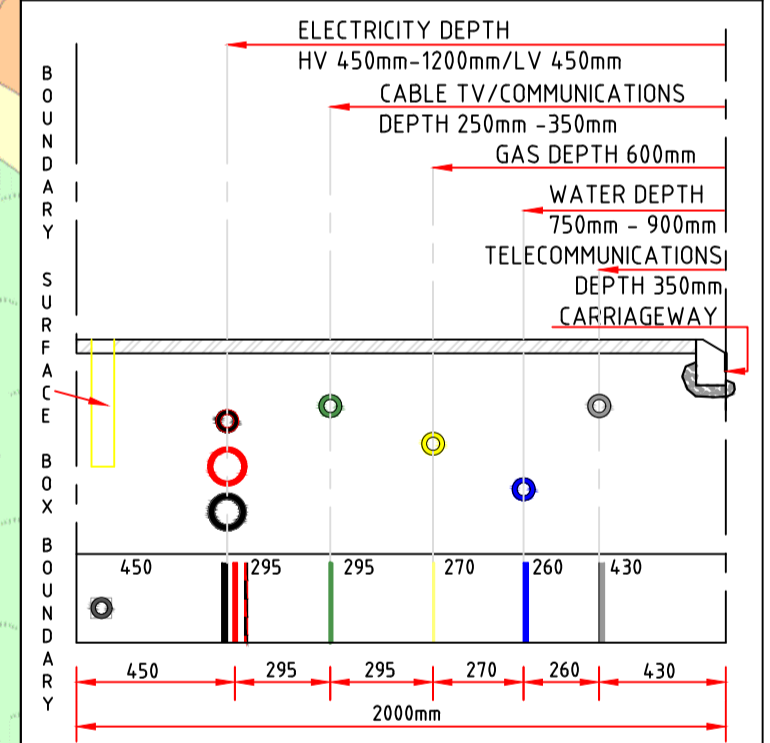 ELECTRICITY DEPTH
HV 450mm-1200mm/LV 450mm
CABLE TV/COMMUNICATIONS
DEPTH 250mm -350mm
GAS DEPTH 600mm
WATER DEPTH
750mm - 900mm
TELECOMMUNICATIONS
DEPTH 350mm
CARRIAGEWAY
BOUNDARY SURFACE BOX BOUNDARY
450 295 295 270 260 430
450 295 295 270 260 430
2000mm